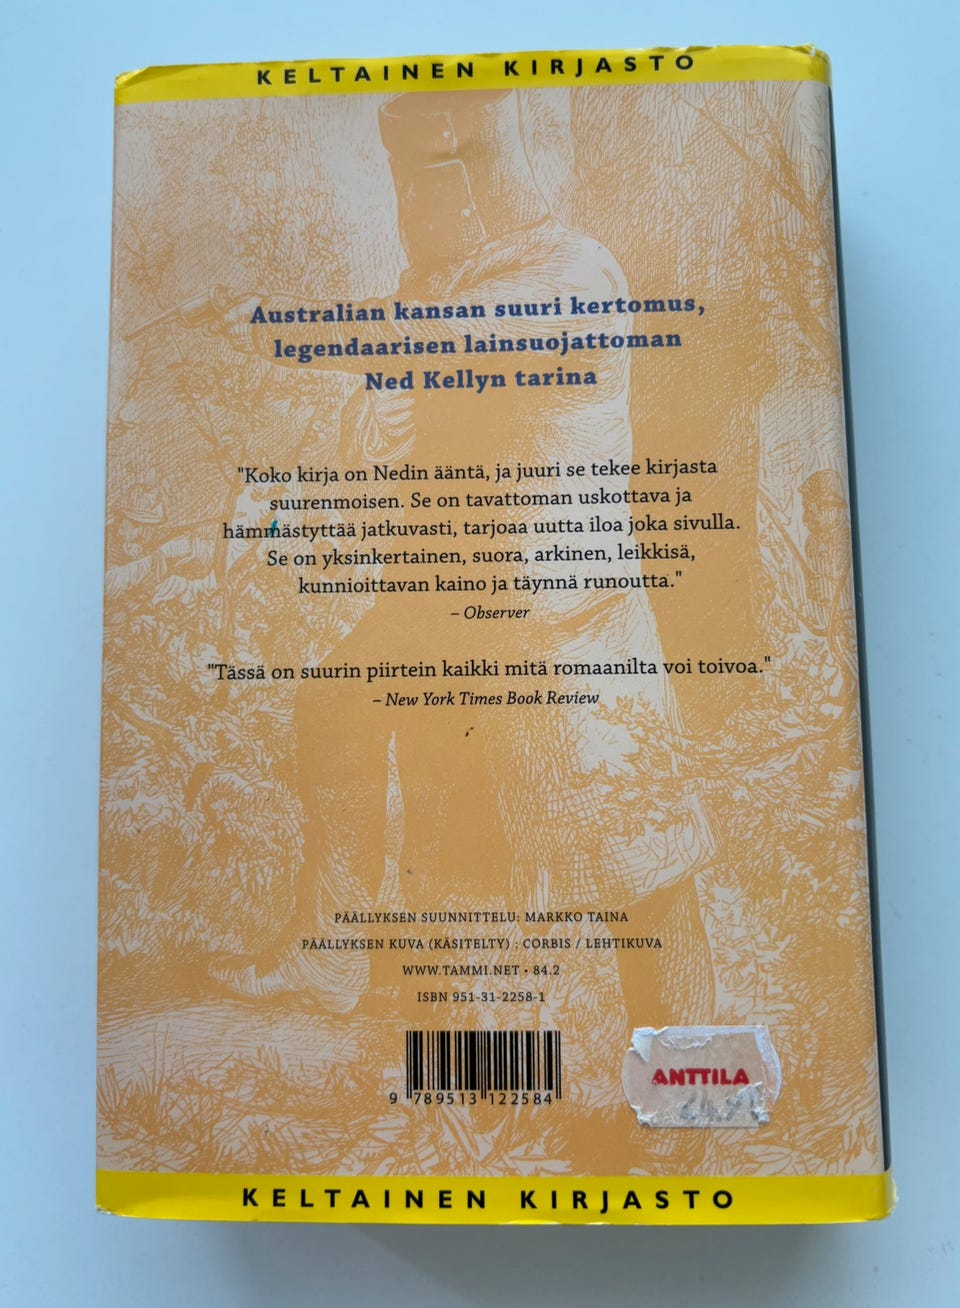 KELTAINEN KIRJASTO
Australian kansan suuri kertomus,
legendaarisen lainsuojattoman
Ned Kellyn tarina
"Koko kirja on Nedin ääntä, ja juuri se tekee kirjasta
suurenmoisen. Se on tavattoman uskottava ja
hämmästyttää jatkuvasti, tarjoaa uutta iloa joka sivulla.
Se on yksinkertainen, suora, arkinen, leikkisä,
kunnioittavan kaino ja täynnä runoutta."
– Observer
"Tässä on suurin piirtein kaikki mitä romaanilta voi toivoa."
– New York Times Book Review
PÄÄLLYKSEN SUUNNITTELU: MARKKO TAINA
PÄÄLLYKSEN KUVA (KÄSITELTY) : CORBIS / LEHTIKUVA
WWW.TAMMI.NET • 84.2
ISBN 951-31-2258-1
9 789513 122584
ANTTILA
KELTAINEN KIRJASTO